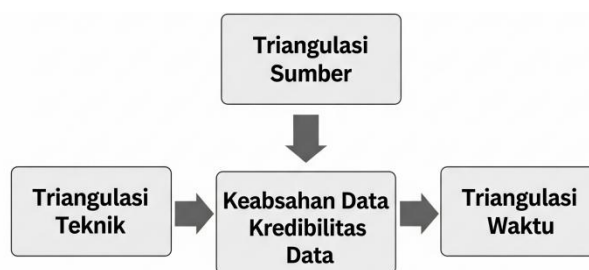 Triangulasi
Sumber
Triangulasi
Teknik
Keabsahan Data
Kredibilitas
Data
Triangulasi
Waktu